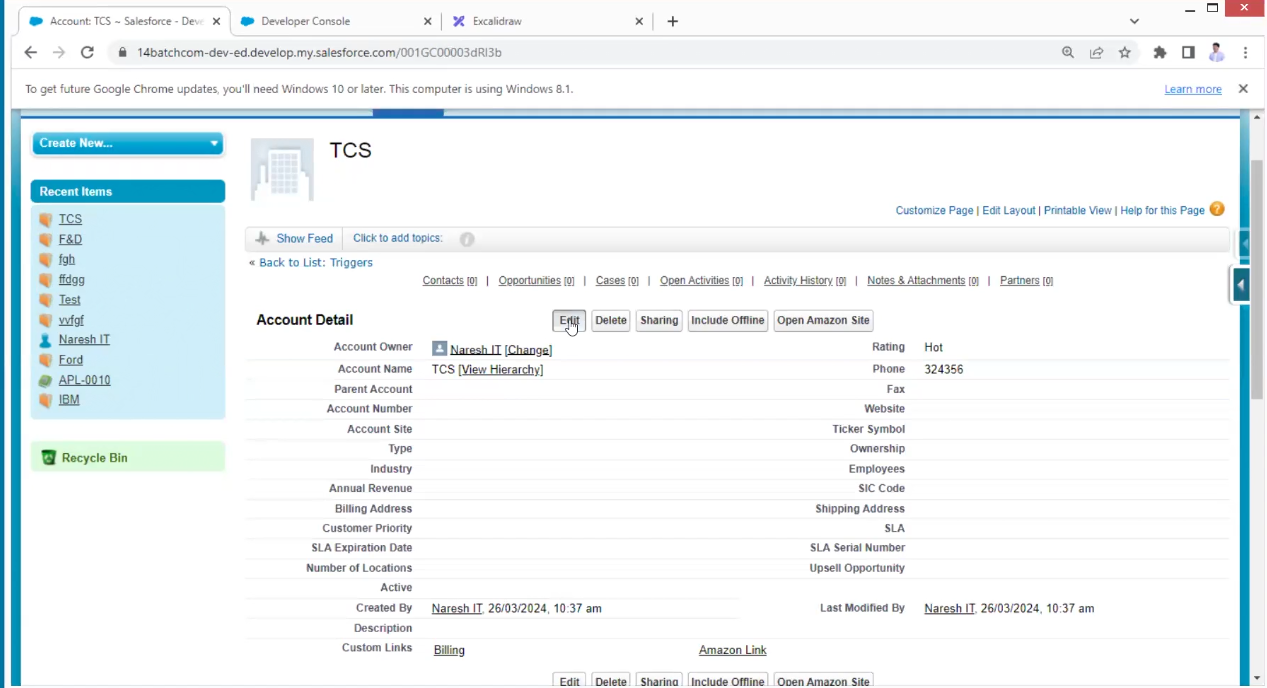 Account: TCS ~ Salesforce - Deve
Developer Console
Excalidraw
14batchcom-dev-ed.develop.my.salesforce.com/001GC00003dRl3b
To get future Google Chrome updates, you'll need Windows 10 or later. This computer is using Windows 8.1.
Learn more
Create New...
TCS
Recent Items
TCS
F&D
fgh
ffdgg
Test
vvfgf
Naresh IT
Ford
APL-0010
IBM
Recycle Bin
Customize Page | Edit Layout | Printable View | Help for this Page ?
Show Feed
Click to add topics:
« Back to List: Triggers
Contacts [0] | Opportunities [0] | Cases [0] | Open Activities [0] | Activity History [0] | Notes & Attachments [0] | Partners [0]
Account Detail
Edit Delete Sharing Include Offline Open Amazon Site
Account Owner Naresh IT [Change] Rating Hot
Account Name TCS [View Hierarchy] Phone 324356
Parent Account Fax
Account Number Website
Account Site Ticker Symbol
Type Ownership
Industry Employees
Annual Revenue SIC Code
Billing Address Shipping Address
Customer Priority SLA
SLA Expiration Date SLA Serial Number
Number of Locations Upsell Opportunity
Active
Created By Naresh IT, 26/03/2024, 10:37 am Last Modified By Naresh IT, 26/03/2024, 10:37 am
Description
Custom Links Billing Amazon Link
Edit Delete Sharing Include Offline Open Amazon Site